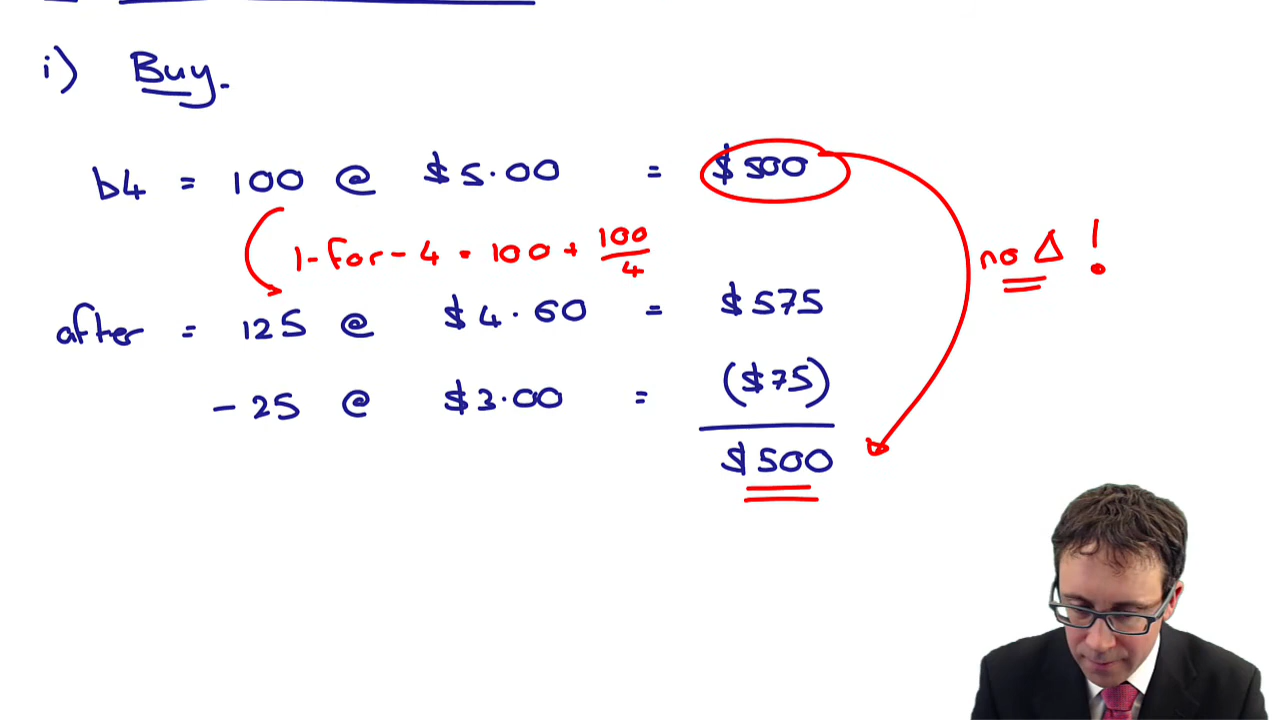 i) Buy.
b4 = 100 @ $5.00 = $500
1-for-4 = 100 + 100/4
no Δ !
after = 125 @ $4.60 = $575
- 25 @ $3.00 = ($75)
$500